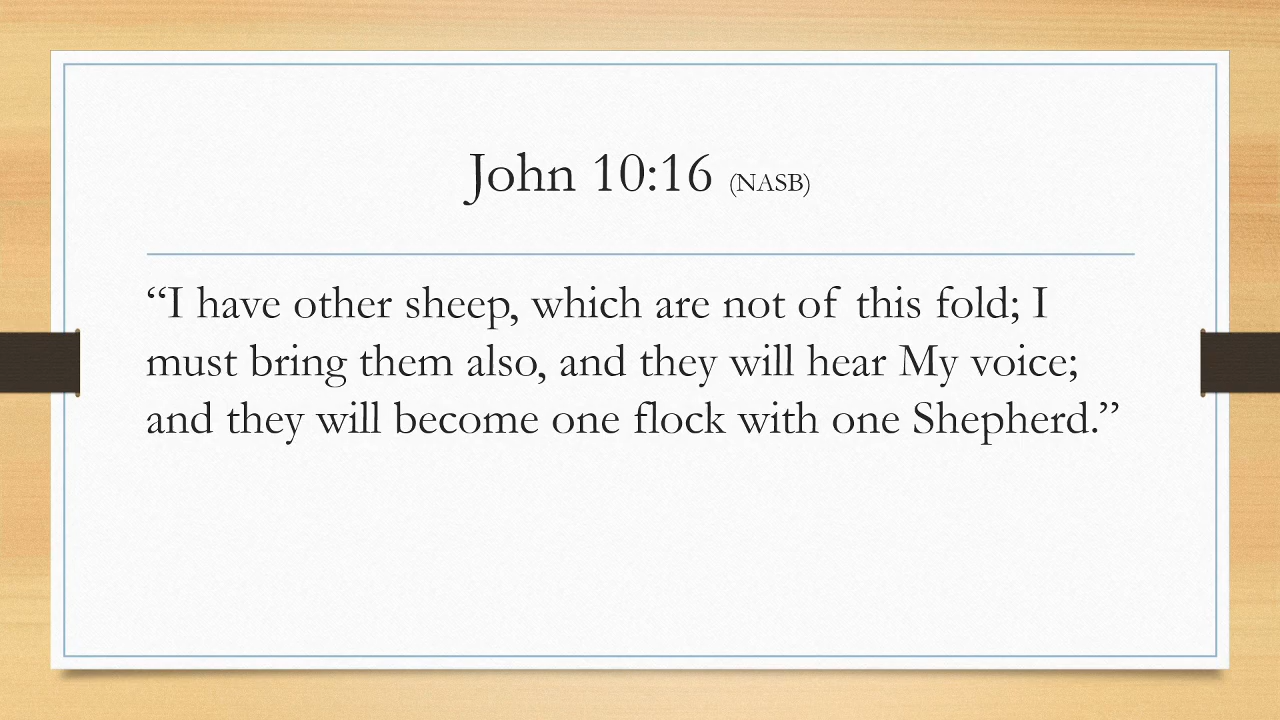 John 10:16 (NASB)
“I have other sheep, which are not of this fold; I
must bring them also, and they will hear My voice;
and they will become one flock with one Shepherd.”